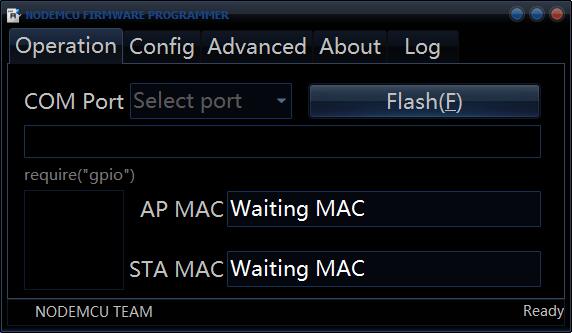 NODEMCU FIRMWARE PROGRAMMER
Operation Config Advanced About Log
COM Port Select port Flash(F)
require("gpio")
AP MAC Waiting MAC
STA MAC Waiting MAC
NODEMCU TEAM Ready